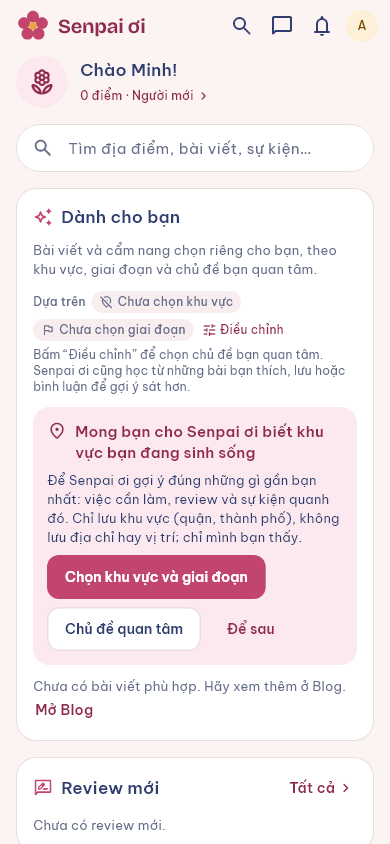 Senpai ơi
A
Chào Minh!
0 điểm · Người mới
Tìm địa điểm, bài viết, sự kiện...
Dành cho bạn
Bài viết và cẩm nang chọn riêng cho bạn, theo
khu vực, giai đoạn và chủ đề bạn quan tâm.
Dựa trên Chưa chọn khu vực
Chưa chọn giai đoạn Điều chỉnh
Bấm “Điều chỉnh” để chọn chủ đề bạn quan tâm.
Senpai ơi cũng học từ những bài bạn thích, lưu hoặc
bình luận để gợi ý sát hơn.
Mong bạn cho Senpai ơi biết khu
vực bạn đang sinh sống
Để Senpai ơi gợi ý đúng những gì gần bạn
nhất: việc cần làm, review và sự kiện quanh
đó. Chỉ lưu khu vực (quận, thành phố), không
lưu địa chỉ hay vị trí; chỉ mình bạn thấy.
Chọn khu vực và giai đoạn
Chủ đề quan tâm Để sau
Chưa có bài viết phù hợp. Hãy xem thêm ở Blog.
Mở Blog
Review mới Tất cả
Chưa có review mới.